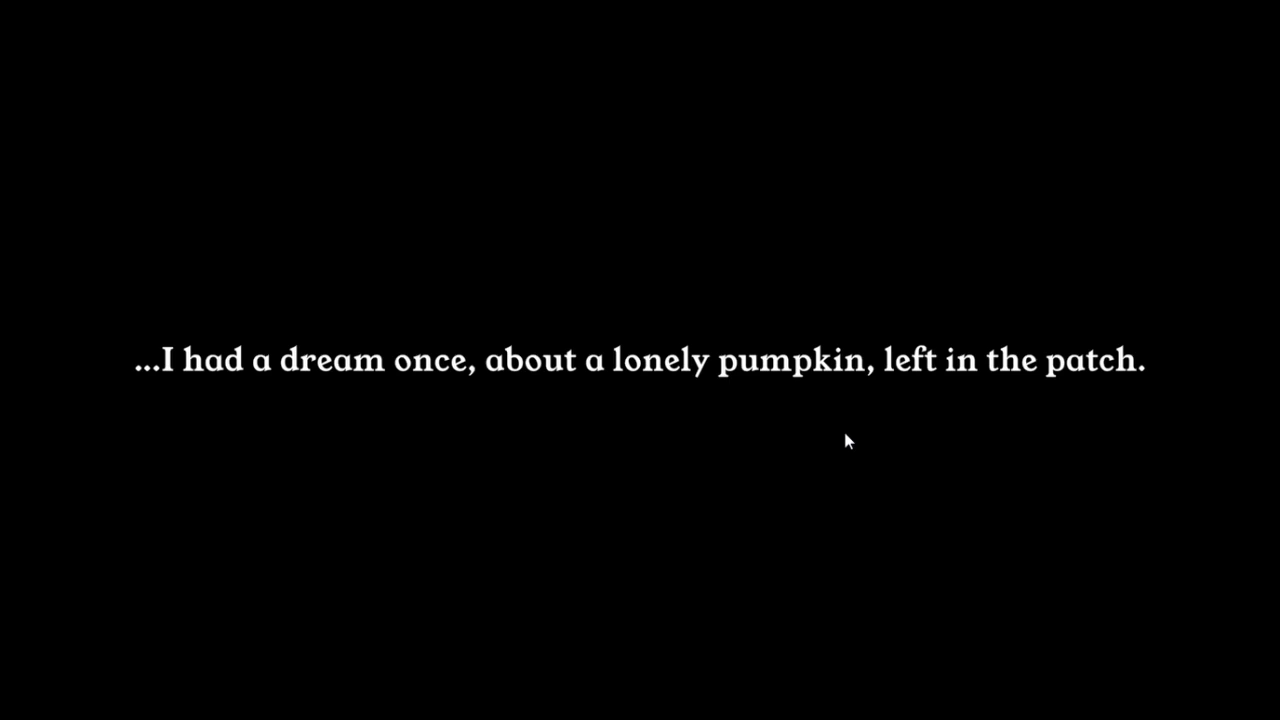 ...I had a dream once, about a lonely pumpkin, left in the patch.